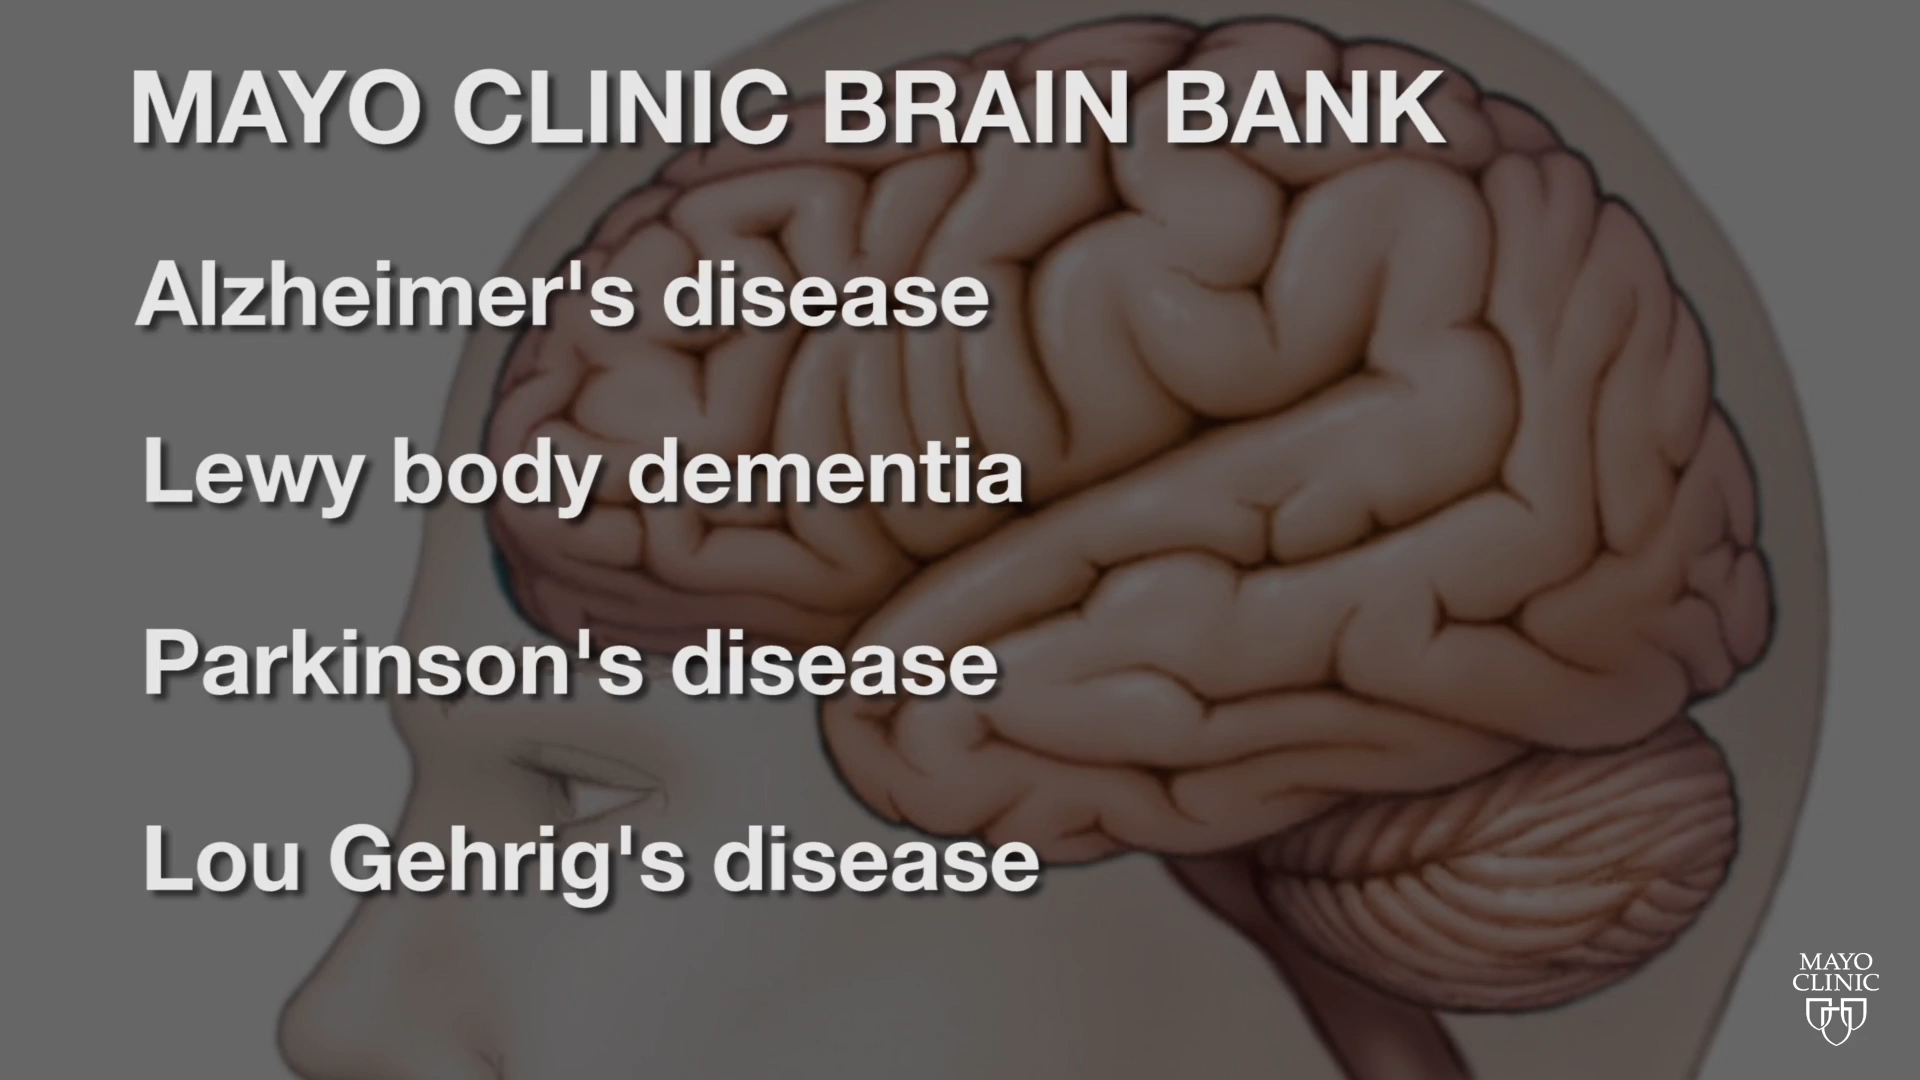 MAYO CLINIC BRAIN BANK
Alzheimer's disease
Lewy body dementia
Parkinson's disease
Lou Gehrig's disease
MAYO
CLINIC